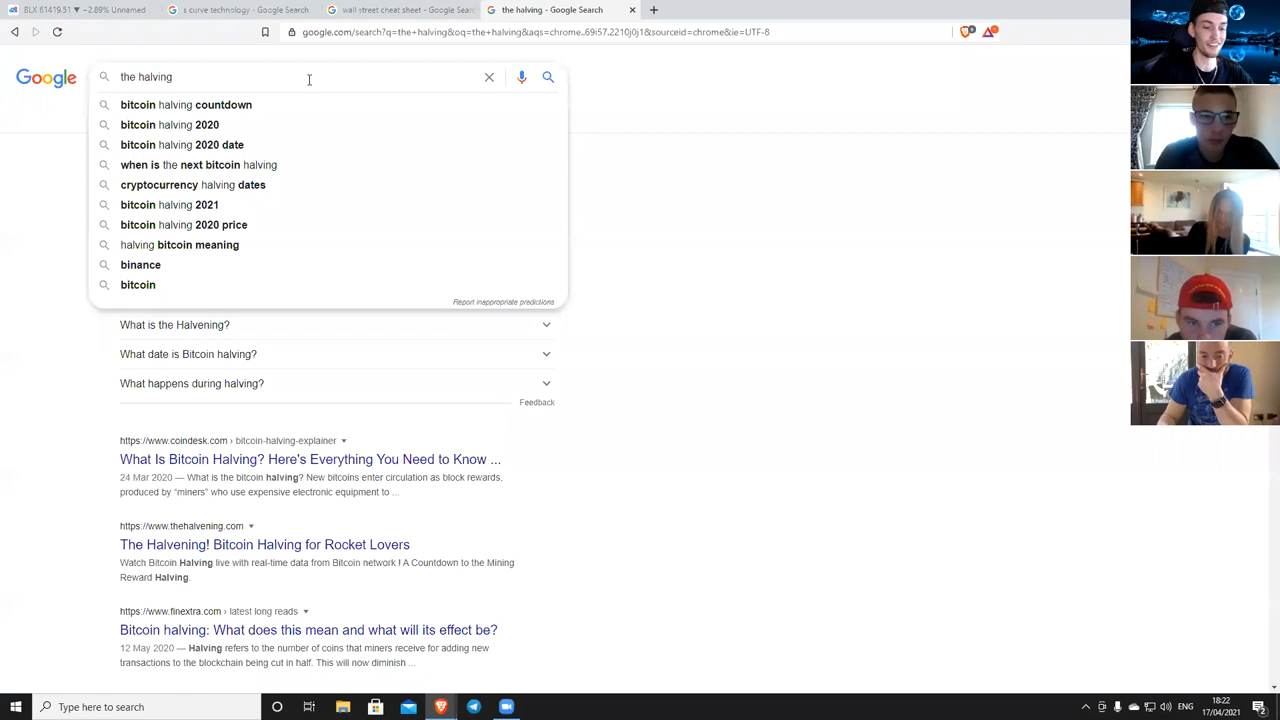 BLX 61419.51 ▼ −2.89% Unnamed
s curve technology - Google Search
wall street cheat sheet - Google Searc
the halving - Google Search
google.com/search?q=the+halving&oq=the+halving&aqs=chrome..69i57.2210j0j1&sourceid=chrome&ie=UTF-8
Google
the halving
bitcoin halving countdown
bitcoin halving 2020
bitcoin halving 2020 date
when is the next bitcoin halving
cryptocurrency halving dates
bitcoin halving 2021
bitcoin halving 2020 price
halving bitcoin meaning
binance
bitcoin
Report inappropriate predictions
What is the Halvening?
What date is Bitcoin halving?
What happens during halving?
Feedback
https://www.coindesk.com › bitcoin-halving-explainer
What Is Bitcoin Halving? Here's Everything You Need to Know ...
24 Mar 2020 — What is the bitcoin halving? New bitcoins enter circulation as block rewards,
produced by “miners” who use expensive electronic equipment to ...
https://www.thehalvening.com
The Halvening! Bitcoin Halving for Rocket Lovers
Watch Bitcoin Halving live with real-time data from Bitcoin network ! A Countdown to the Mining
Reward Halving.
https://www.finextra.com › latest long reads
Bitcoin halving: What does this mean and what will its effect be?
12 May 2020 — Halving refers to the number of coins that miners receive for adding new
transactions to the blockchain being cut in half. This will now diminish ...
Type here to search
ENG
18:22
17/04/2021
2